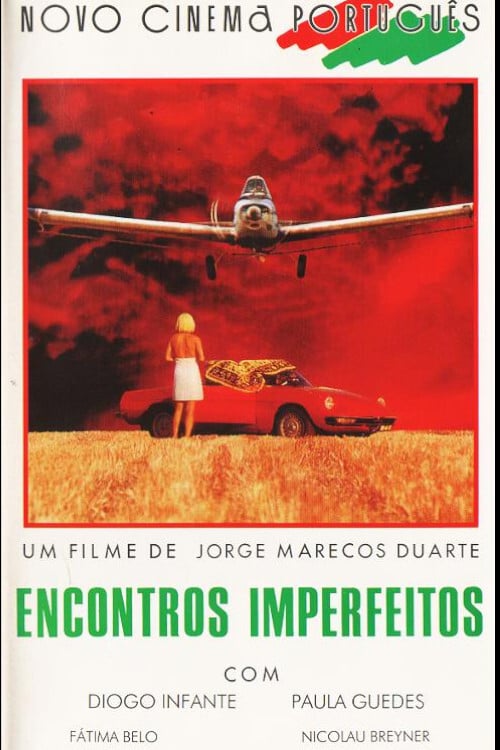 NOVO CINEMA PORTUGUÊS
UM FILME DE JORGE MARECOS DUARTE
ENCONTROS IMPERFEITOS
COM
DIOGO INFANTE PAULA GUEDES
FÁTIMA BELO NICOLAU BREYNER